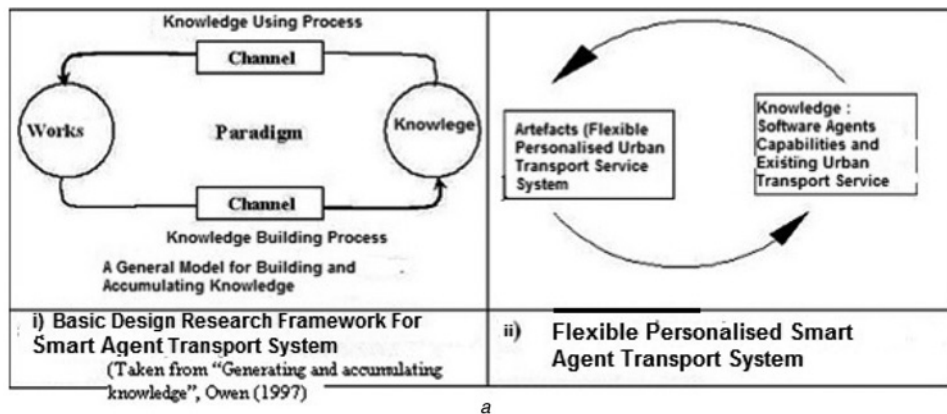 Knowledge Using Process
Channel
Works
Paradigm
Knowlege
Channel
Knowledge Building Process
A General Model for Building and
Accumulating Knowledge
Artefacts (Flexible
Personalised Urban
Transport Service
System
Knowledge :
Software Agents
Capabilities and
Existing Urban
Transport Service
i) Basic Design Research Framework For
Smart Agent Transport System
(Taken from “Generating and accumulating
knowledge”, Owen (1997)
ii) Flexible Personalised Smart
Agent Transport System
a